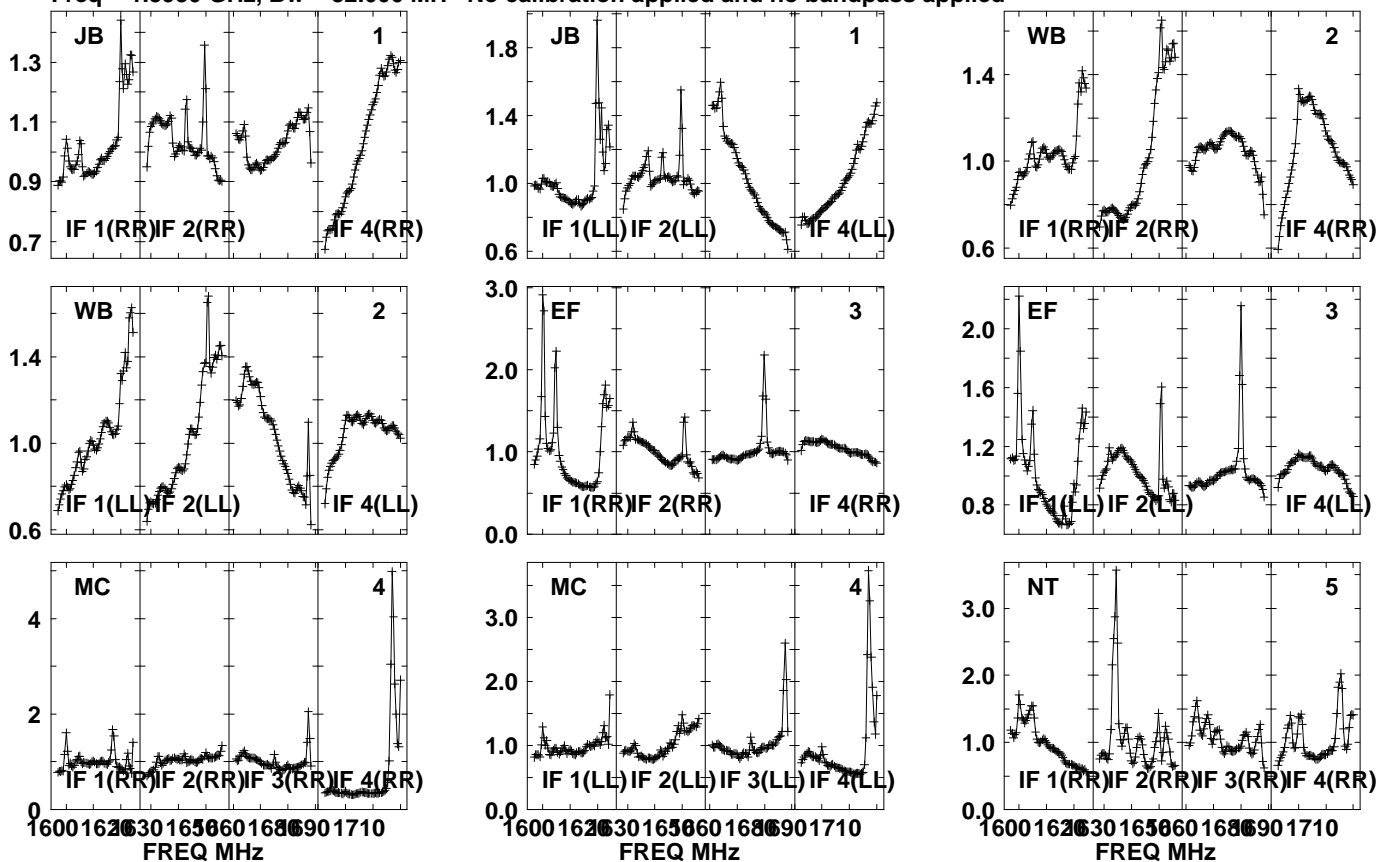 Freq GHz, No calibration applied and no bandpass applied
JB 1 JB 1 WB 2
1.3 1.8
1.1 1.4 1.4
0.9 1.0 1.0
0.7 0.6 0.6
IF 1(RR) IF 2(RR) IF 4(RR) IF 1(LL) IF 2(LL) IF 4(LL) IF 1(RR) IF 2(RR) IF 4(RR)
WB 2 EF 3 EF 3
3.0
1.4 2.0 2.0
1.0 1.0 1.6
0.6 0.0 1.2
0.8
IF 1(LL) IF 2(LL) IF 4(LL) IF 1(RR) IF 2(RR) IF 4(RR) IF 1(LL) IF 2(LL) IF 4(LL)
MC 4 MC 4 NT 5
4 3.0 3.0
2 2.0 2.0
1.0 1.0
0 0.0 0.0
IF 1(RR) IF 2(RR) IF 3(RR) IF 4(RR) IF 1(LL) IF 2(LL) IF 3(LL) IF 4(LL) IF 1(RR) IF 2(RR) IF 3(RR) IF 4(RR)
1600 1620 1630 1650 1660 1680 1690 1710 1600 1620 1630 1650 1660 1680 1690 1710 1600 1620 1630 1650 1660 1680 1690 1710
FREQ MHz FREQ MHz FREQ MHz